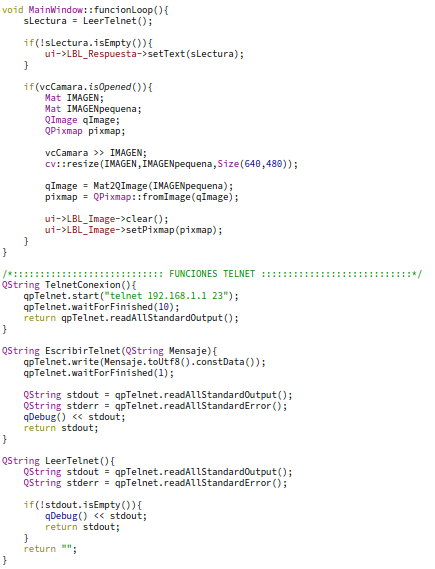 void MainWindow::funcionLoop(){
    sLectura = LeerTelnet();

    if(!sLectura.isEmpty()){
        ui->LBL_Respuesta->setText(sLectura);
    }

    if(vcCamara.isOpened()){
        Mat IMAGEN;
        Mat IMAGENpequena;
        QImage qImage;
        QPixmap pixmap;

        vcCamara >> IMAGEN;
        cv::resize(IMAGEN,IMAGENpequena,Size(640,480));

        qImage = Mat2QImage(IMAGENpequena);
        pixmap = QPixmap::fromImage(qImage);

        ui->LBL_Image->clear();
        ui->LBL_Image->setPixmap(pixmap);
    }
}

/*:::::::::::::::::::::::::::: FUNCIONES TELNET ::::::::::::::::::::::::::::*/
QString TelnetConexion(){
    qpTelnet.start("telnet 192.168.1.1 23");
    qpTelnet.waitForFinished(10);
    return qpTelnet.readAllStandardOutput();
}

QString EscribirTelnet(QString Mensaje){
    qpTelnet.write(Mensaje.toUtf8().constData());
    qpTelnet.waitForFinished(1);

    QString stdout = qpTelnet.readAllStandardOutput();
    QString stderr = qpTelnet.readAllStandardError();
    qDebug() << stdout;
    return stdout;
}

QString LeerTelnet(){
    QString stdout = qpTelnet.readAllStandardOutput();
    QString stderr = qpTelnet.readAllStandardError();

    if(!stdout.isEmpty()){
        qDebug() << stdout;
        return stdout;
    }
    return "";
}